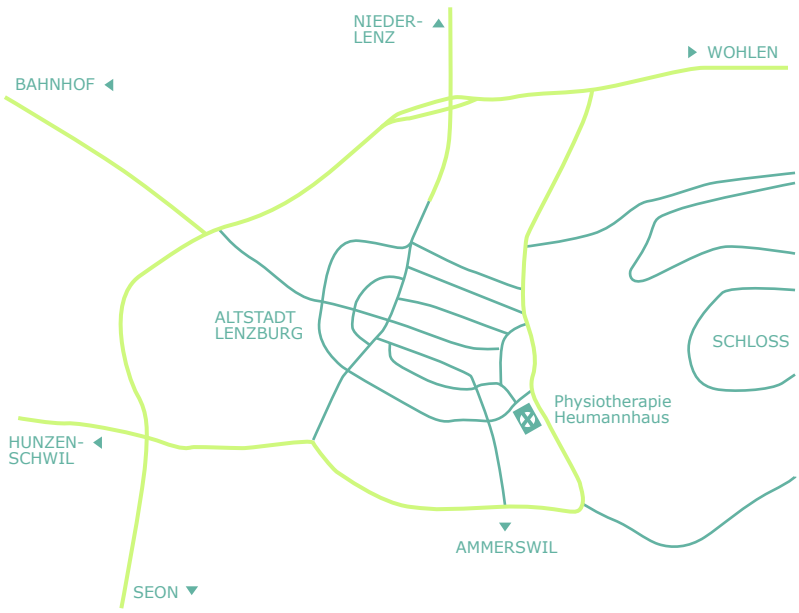 NIEDER-
LENZ
WOHLEN
BAHNHOF
ALTSTADT
LENZBURG
SCHLOSS
Physiotherapie
Heumannhaus
HUNZEN-
SCHWIL
AMMERSWIL
SEON